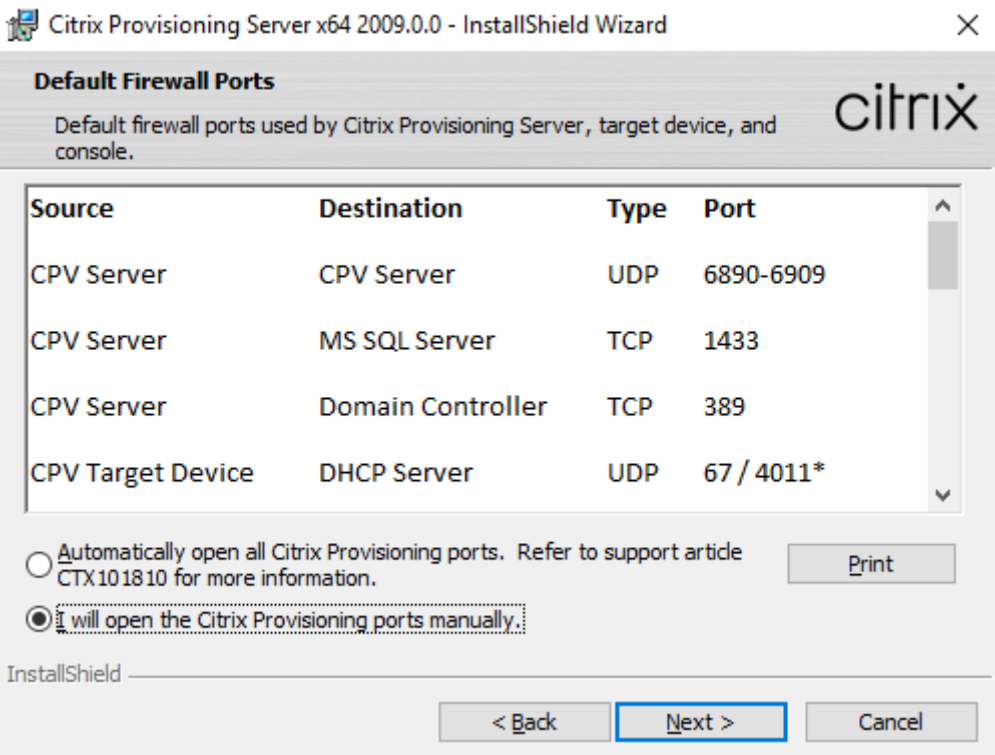 Citrix Provisioning Server x64 2009.0.0 - InstallShield Wizard
Default Firewall Ports
Default firewall ports used by Citrix Provisioning Server, target device, and
console.
citrix
Source Destination Type Port
CPV Server CPV Server UDP 6890-6909
CPV Server MS SQL Server TCP 1433
CPV Server Domain Controller TCP 389
CPV Target Device DHCP Server UDP 67 / 4011*
Automatically open all Citrix Provisioning ports. Refer to support article
CTX101810 for more information.
Print
I will open the Citrix Provisioning ports manually.
InstallShield
< Back Next > Cancel